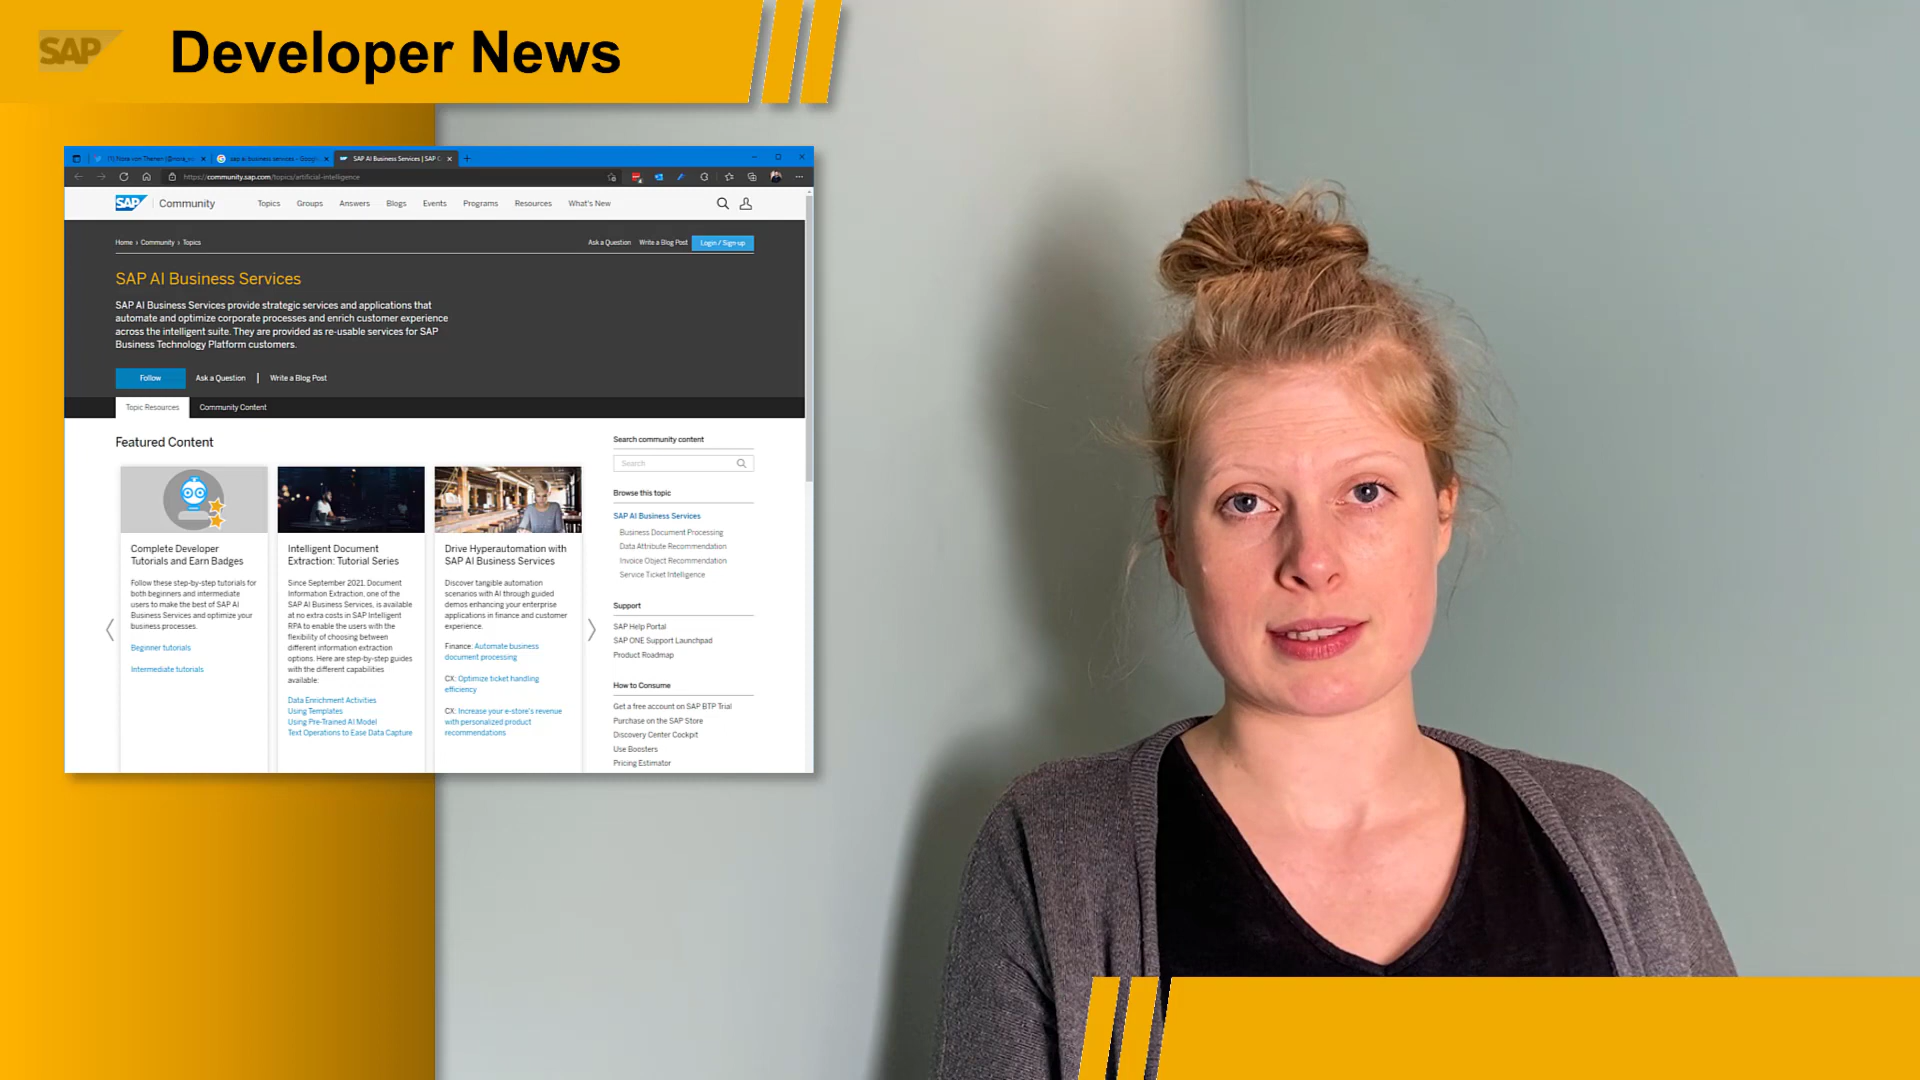 SAP
Developer News
(1) Nora von Thenen (@nora_vo
sap ai business services - Googl
SAP AI Business Services | SAP C
https://community.sap.com/topics/artificial-intelligence
SAP Community Topics Groups Answers Blogs Events Programs Resources What's New
Home › Community › Topics
Ask a Question Write a Blog Post Login / Sign-up
SAP AI Business Services
SAP AI Business Services provide strategic services and applications that
automate and optimize corporate processes and enrich customer experience
across the intelligent suite. They are provided as re-usable services for SAP
Business Technology Platform customers.
Follow Ask a Question | Write a Blog Post
Topic Resources Community Content
Featured Content
Complete Developer
Tutorials and Earn Badges
Follow these step-by-step tutorials for
both beginners and intermediate
users to make the best of SAP AI
Business Services and optimize your
business processes.
Beginner tutorials
Intermediate tutorials
Intelligent Document
Extraction: Tutorial Series
Since September 2021, Document
Information Extraction, one of the
SAP AI Business Services, is available
at no extra costs in SAP Intelligent
RPA to enable the users with the
flexibility of choosing between
different information extraction
options. Here are step-by-step guides
with the different capabilities
available:
Data Enrichment Activities
Using Templates
Using Pre-Trained AI Model
Text Operations to Ease Data Capture
Drive Hyperautomation with
SAP AI Business Services
Discover tangible automation
scenarios with AI through guided
demos enhancing your enterprise
applications in finance and customer
experience.
Finance: Automate business
document processing
CX: Optimize ticket handling
efficiency
CX: Increase your e-store's revenue
with personalized product
recommendations
Search community content
Search
Browse this topic
SAP AI Business Services
Business Document Processing
Data Attribute Recommendation
Invoice Object Recommendation
Service Ticket Intelligence
Support
SAP Help Portal
SAP ONE Support Launchpad
Product Roadmap
How to Consume
Get a free account on SAP BTP Trial
Purchase on the SAP Store
Discovery Center Cockpit
Use Boosters
Pricing Estimator